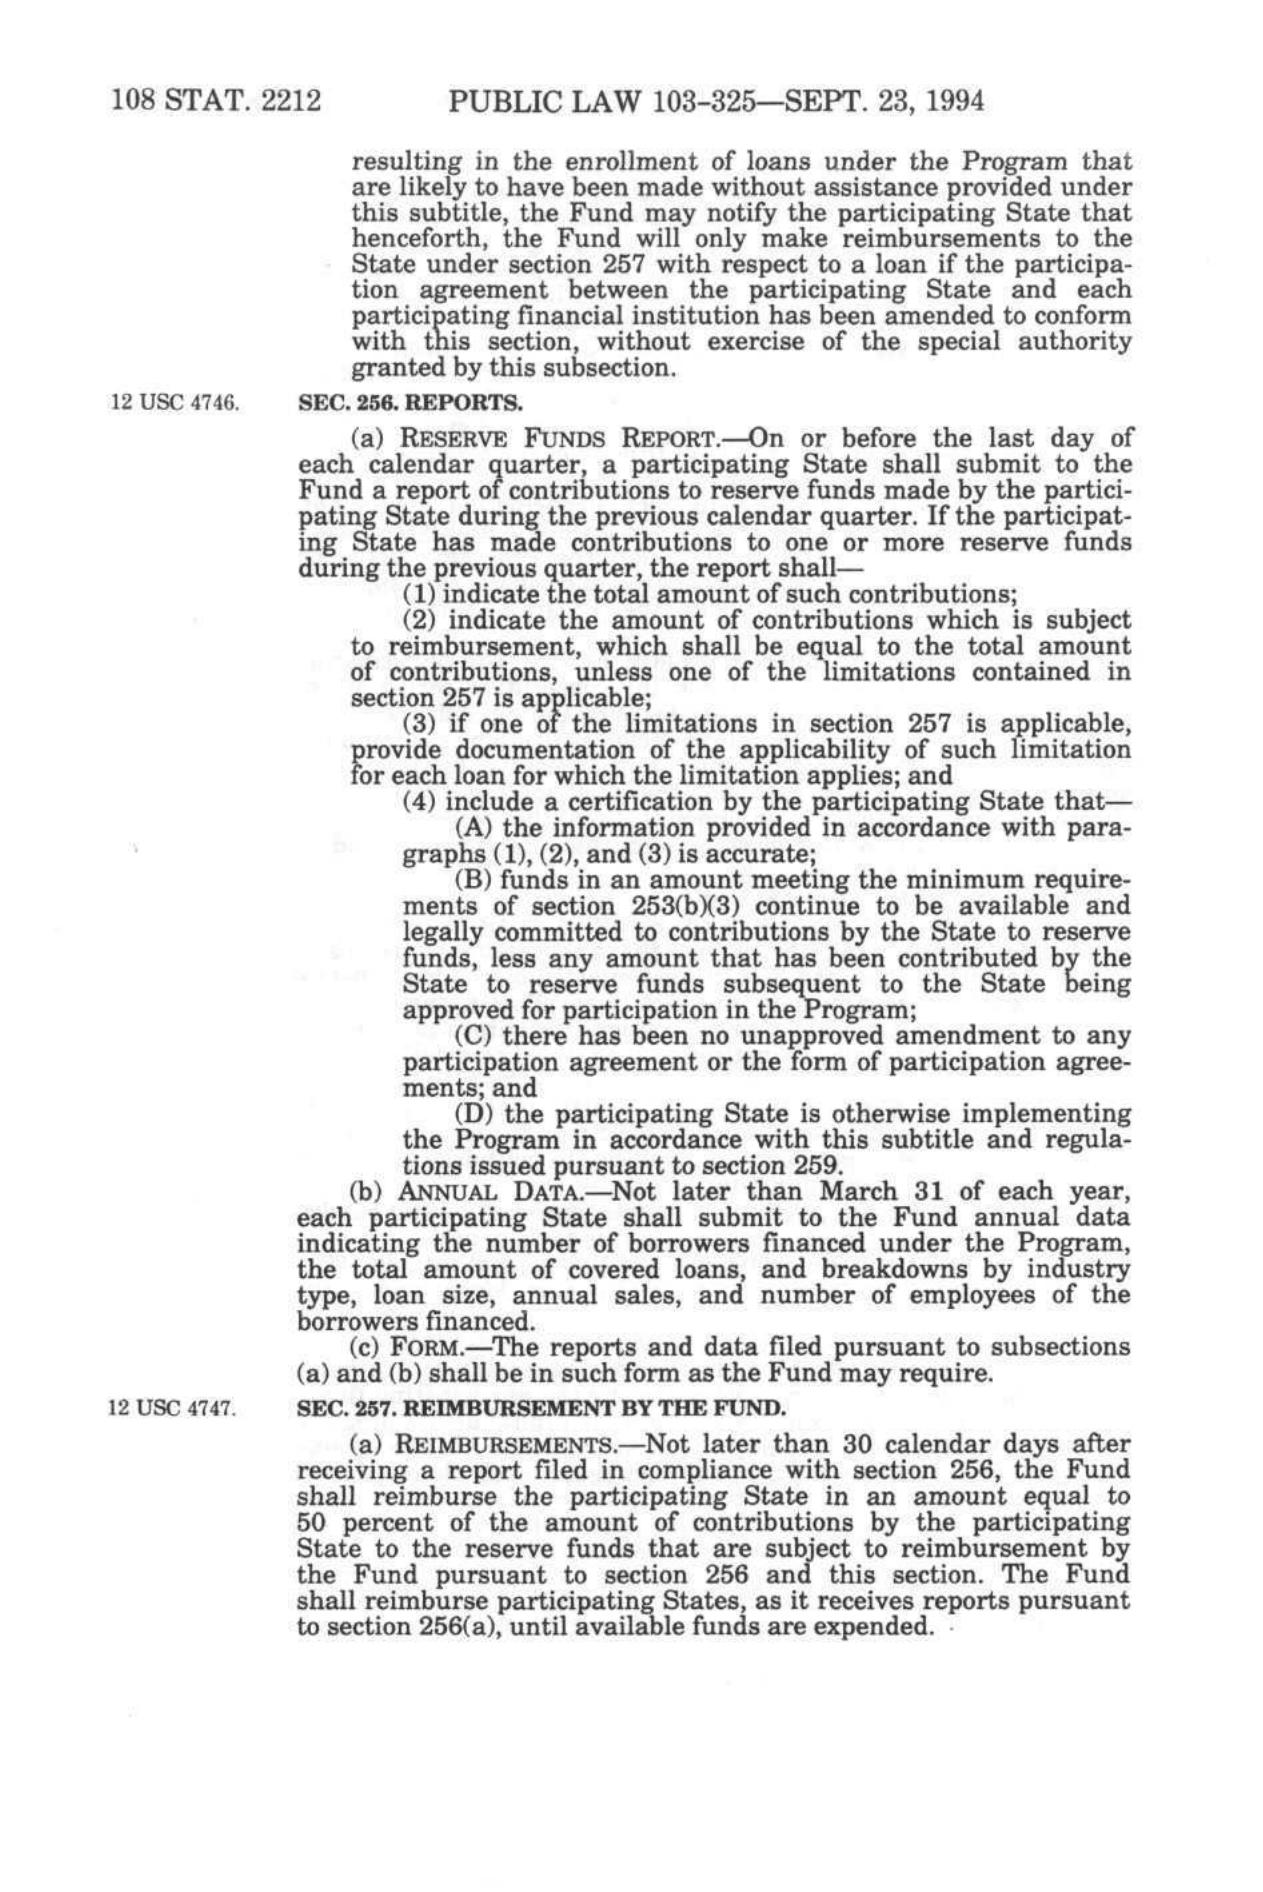 108 STAT. 2212 PUBLIC LAW 103-325—SEPT. 23, 1994
resulting in the enrollment of loans under the Program that
are likely to have been made without assistance provided under
this subtitle, the Fund may notify the participating State that
henceforth, the Fund will only make reimbursements to the
State under section 257 with respect to a loan if the participa-
tion agreement between the participating State and each
participating financial institution has been amended to conform
with this section, without exercise of the special authority
granted by this subsection.
12 USC 4746. SEC. 256. REPORTS.
(a) RESERVE FUNDS REPORT.—On or before the last day of
each calendar quarter, a participating State shall submit to the
Fund a report of contributions to reserve funds made by the partici-
pating State during the previous calendar quarter. If the participat-
ing State has made contributions to one or more reserve funds
during the previous quarter, the report shall—
(1) indicate the total amount of such contributions;
(2) indicate the amount of contributions which is subject
to reimbursement, which shall be equal to the total amount
of contributions, unless one of the limitations contained in
section 257 is applicable;
(3) if one of the limitations in section 257 is applicable,
provide documentation of the applicability of such limitation
for each loan for which the limitation applies; and
(4) include a certification by the participating State that—
(A) the information provided in accordance with para-
graphs (1), (2), and (3) is accurate;
(B) funds in an amount meeting the minimum require-
ments of section 253(b)(3) continue to be available and
legally committed to contributions by the State to reserve
funds, less any amount that has been contributed by the
State to reserve funds subsequent to the State being
approved for participation in the Program;
(C) there has been no unapproved amendment to any
participation agreement or the form of participation agree-
ments; and
(D) the participating State is otherwise implementing
the Program in accordance with this subtitle and regula-
tions issued pursuant to section 259.
(b) ANNUAL DATA.—Not later than March 31 of each year,
each participating State shall submit to the Fund annual data
indicating the number of borrowers financed under the Program,
the total amount of covered loans, and breakdowns by industry
type, loan size, annual sales, and number of employees of the
borrowers financed.
(c) FORM.—The reports and data filed pursuant to subsections
(a) and (b) shall be in such form as the Fund may require.
12 USC 4747. SEC. 257. REIMBURSEMENT BY THE FUND.
(a) REIMBURSEMENTS.—Not later than 30 calendar days after
receiving a report filed in compliance with section 256, the Fund
shall reimburse the participating State in an amount equal to
50 percent of the amount of contributions by the participating
State to the reserve funds that are subject to reimbursement by
the Fund pursuant to section 256 and this section. The Fund
shall reimburse participating States, as it receives reports pursuant
to section 256(a), until available funds are expended.